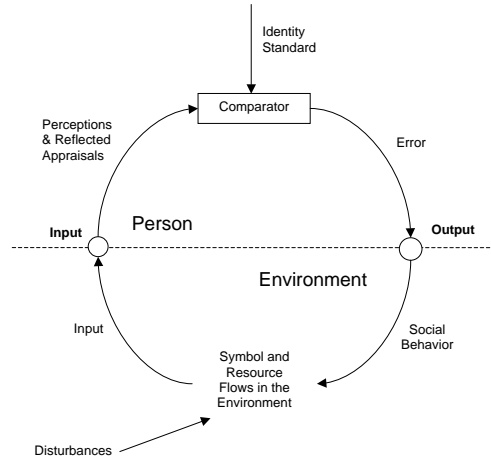 Identity
Standard
Comparator
Perceptions
& Reflected
Appraisals
Error
Input
Person
Output
Environment
Input
Social
Behavior
Symbol and
Resource
Flows in the
Environment
Disturbances